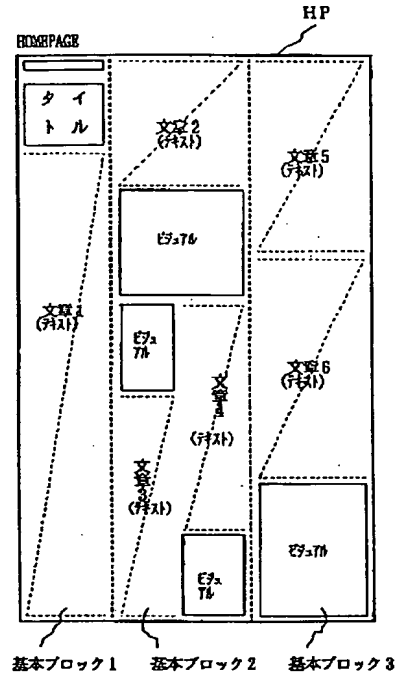 HP
HOMEPAGE
タイ
トル
文章1
(テキスト)
文章2
(テキスト)
ビジュアル
ビジュ
アル
文章3
(テキスト)
文章4
(テキスト)
ビジュ
アル
文章5
(テキスト)
文章6
(テキスト)
ビジュアル
基本ブロック1
基本ブロック2
基本ブロック3